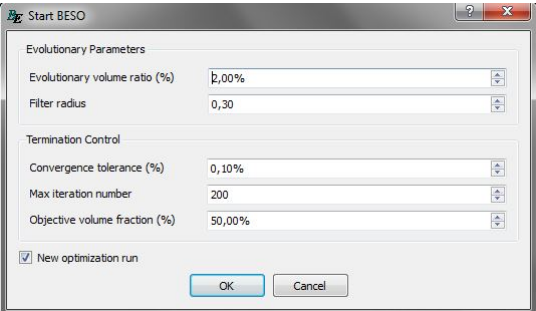 BE Start BESO
Evolutionary Parameters
Evolutionary volume ratio (%) 2,00%
Filter radius 0,30
Termination Control
Convergence tolerance (%) 0,10%
Max iteration number 200
Objective volume fraction (%) 50,00%
New optimization run
OK Cancel